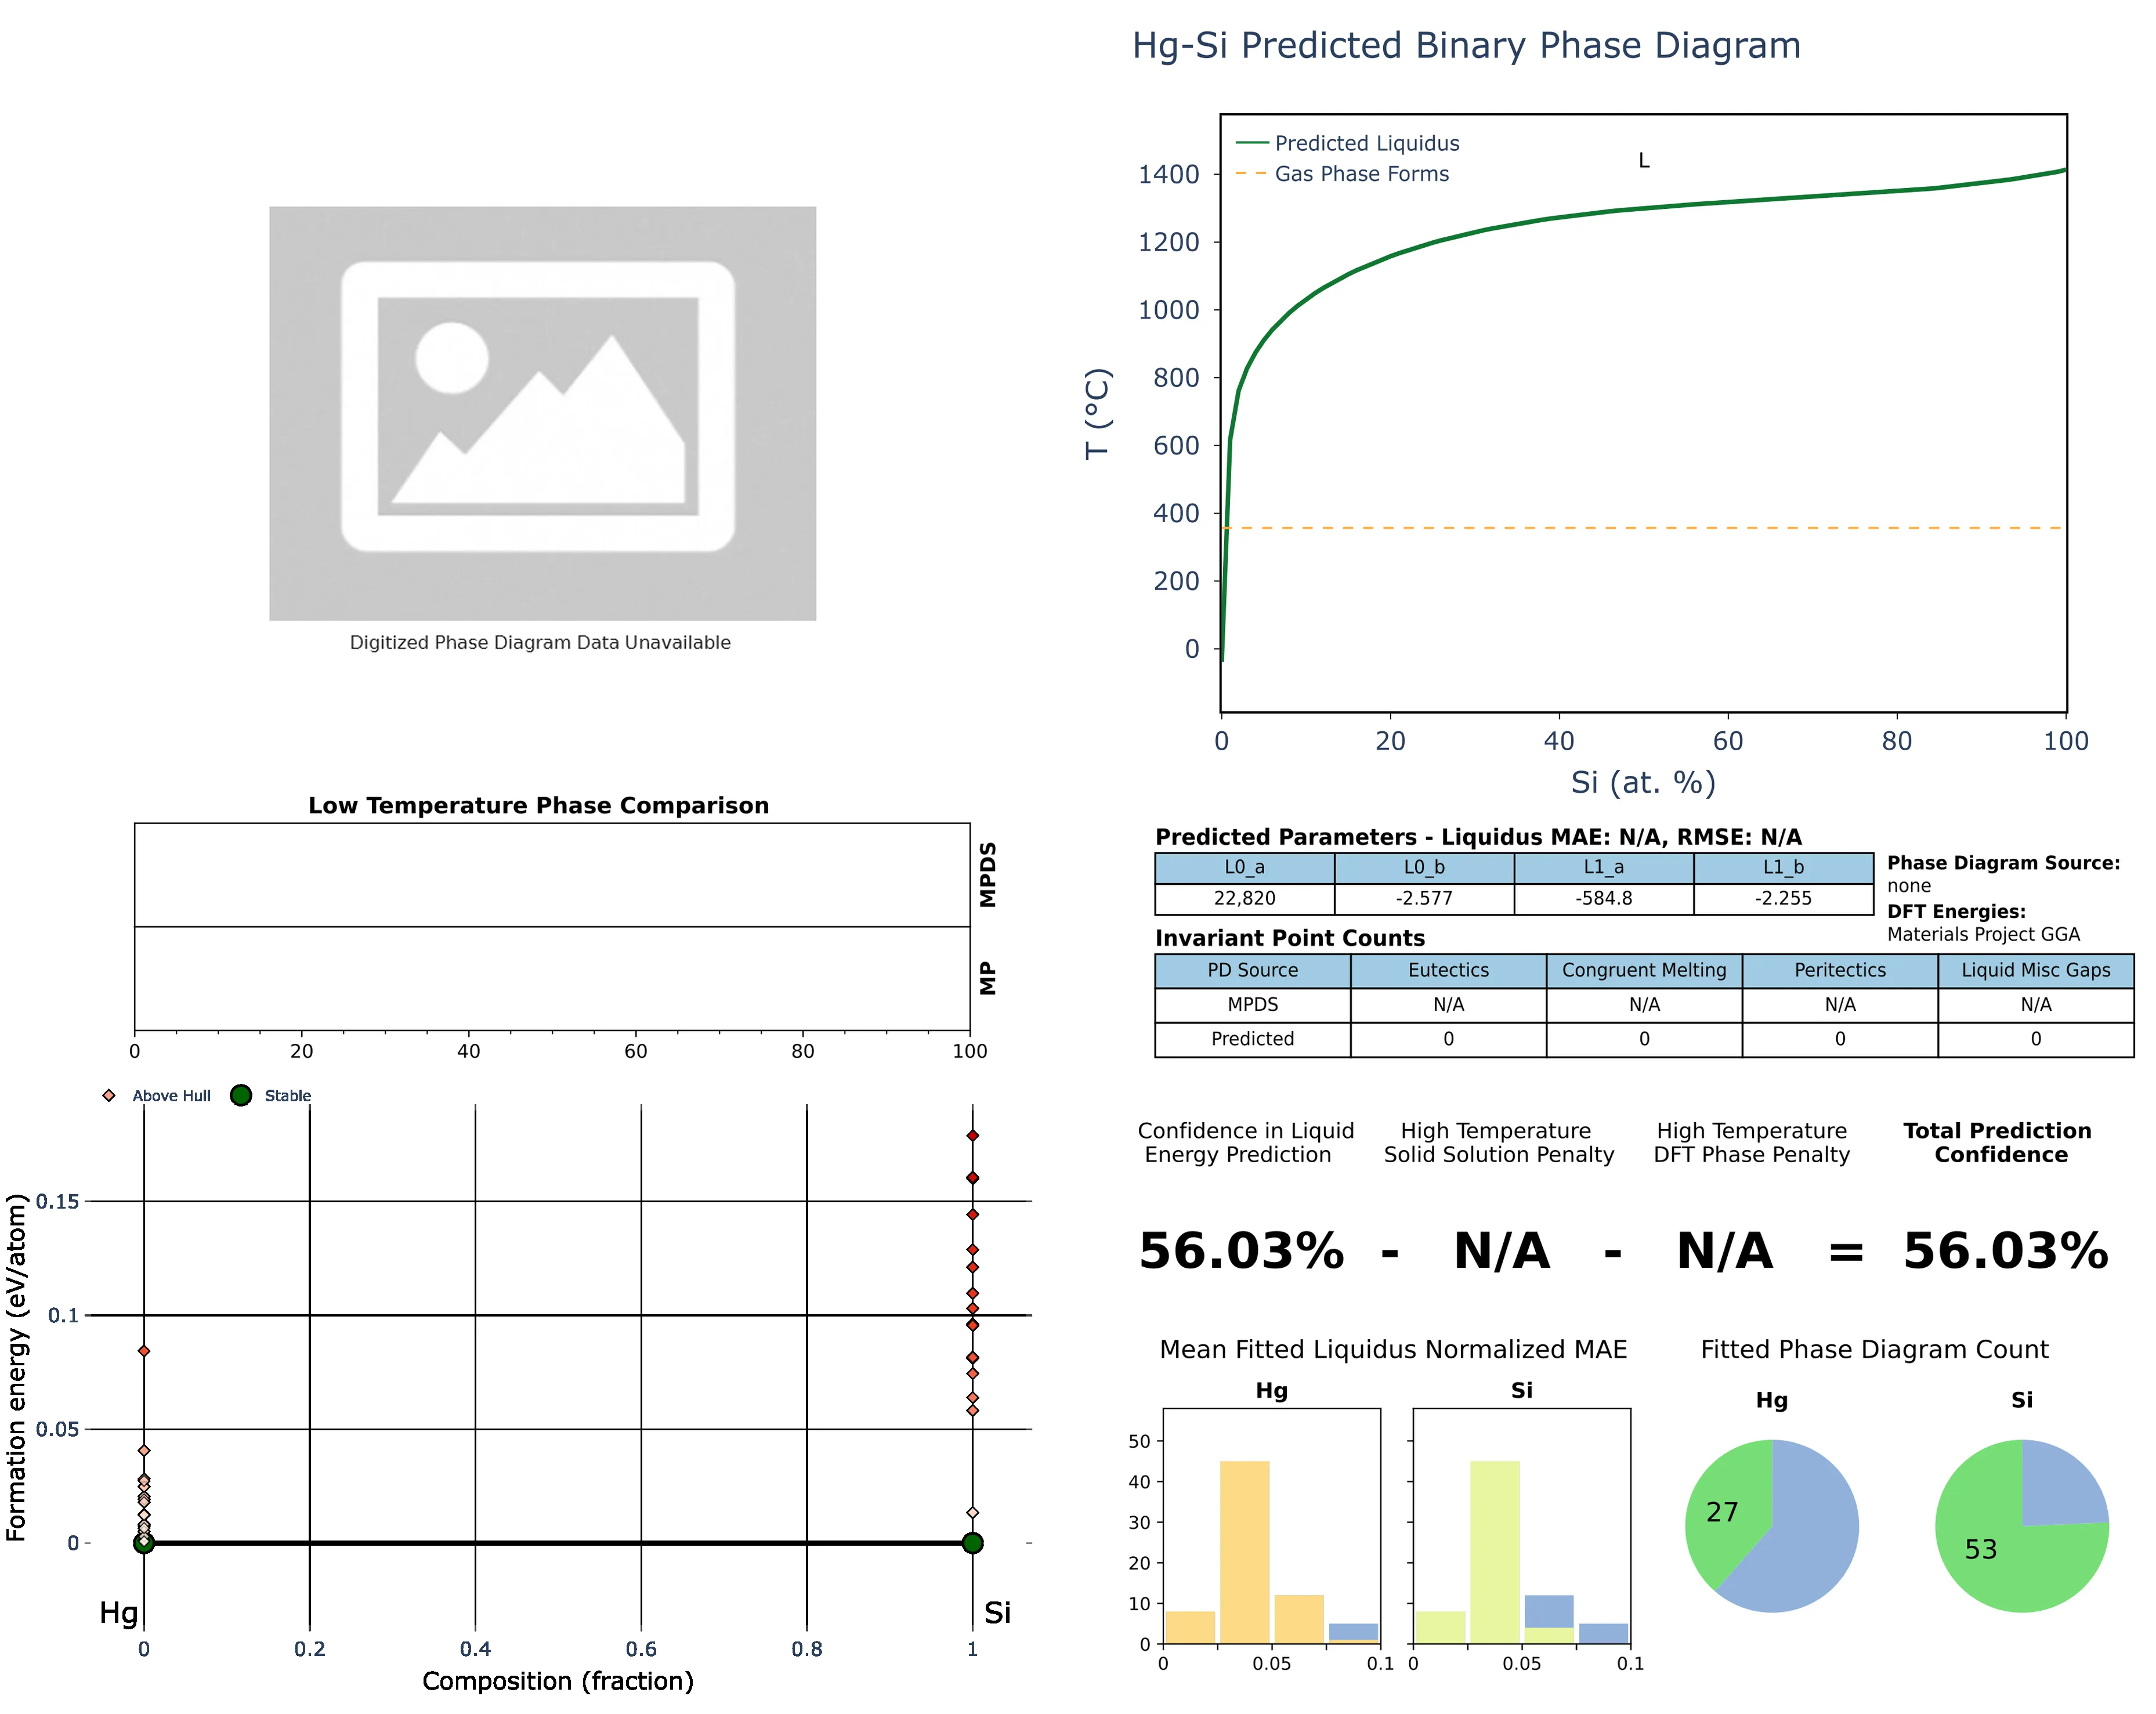 Hg-Si Predicted Binary Phase Diagram
Predicted Liquidus
Gas Phase Forms
L
1400
1200
1000
800
600
400
200
0
T (°C)
0 20 40 60 80 100
Si (at. %)
Digitized Phase Diagram Data Unavailable
Low Temperature Phase Comparison
MPDS
MP
0 20 40 60 80 100
Predicted Parameters - Liquidus MAE: N/A, RMSE: N/A
L0_a L0_b L1_a L1_b
22,820 -2.577 -584.8 -2.255
Phase Diagram Source:
none
DFT Energies:
Materials Project GGA
Invariant Point Counts
PD Source Eutectics Congruent Melting Peritectics Liquid Misc Gaps
MPDS N/A N/A N/A N/A
Predicted 0 0 0 0
Above Hull Stable
0.15
0.1
0.05
0
Formation energy (eV/atom)
Hg Si
0 0.2 0.4 0.6 0.8 1
Composition (fraction)
Confidence in Liquid
Energy Prediction
High Temperature
Solid Solution Penalty
High Temperature
DFT Phase Penalty
Total Prediction
Confidence
56.03% - N/A - N/A = 56.03%
Mean Fitted Liquidus Normalized MAE
Hg Si
50
40
30
20
10
0
0 0.05 0.1 0 0.05 0.1
Fitted Phase Diagram Count
Hg Si
27 53